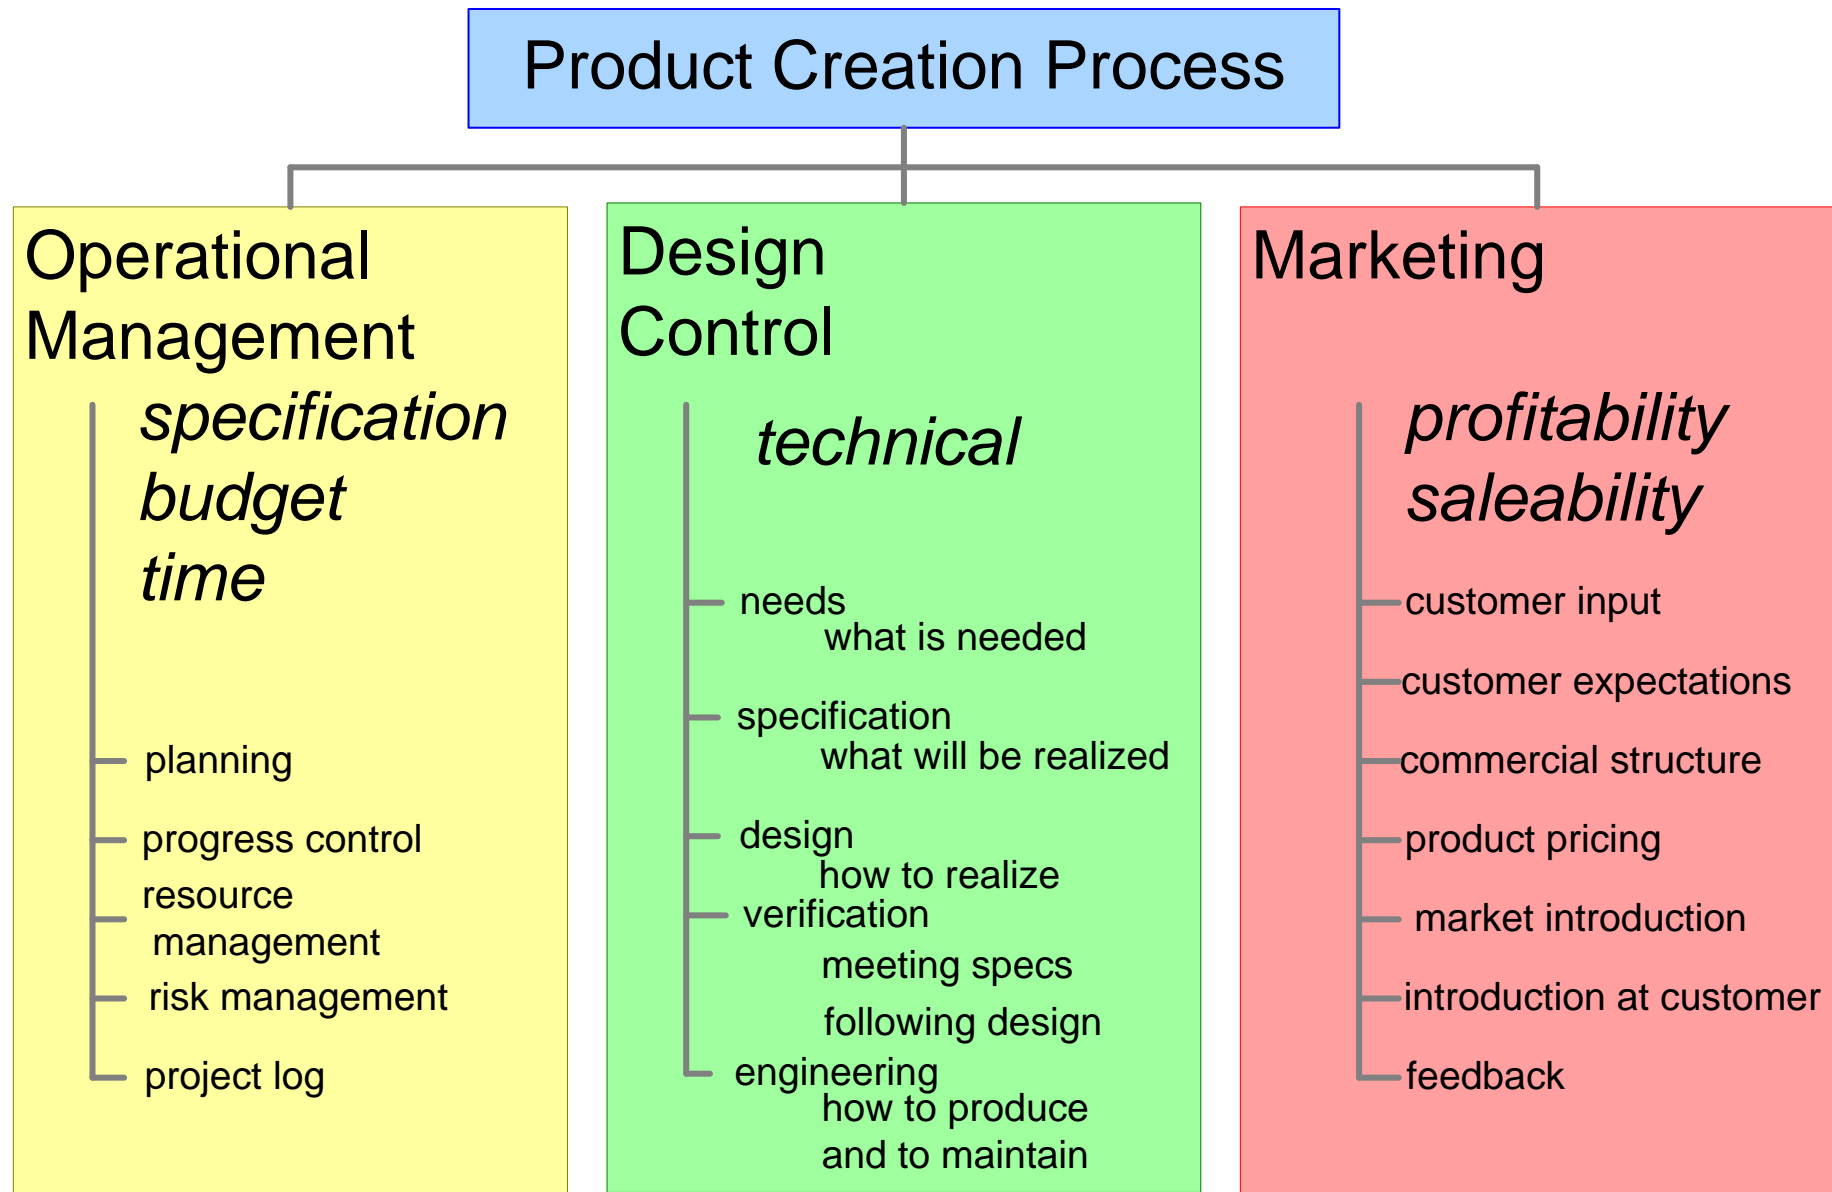 Product Creation Process
Operational
Management
specification
budget
time
planning
progress control
resource
management
risk management
project log
Design
Control
technical
needs
what is needed
specification
what will be realized
design
how to realize
verification
meeting specs
following design
engineering
how to produce
and to maintain
Marketing
profitability
saleability
customer input
customer expectations
commercial structure
product pricing
market introduction
introduction at customer
feedback